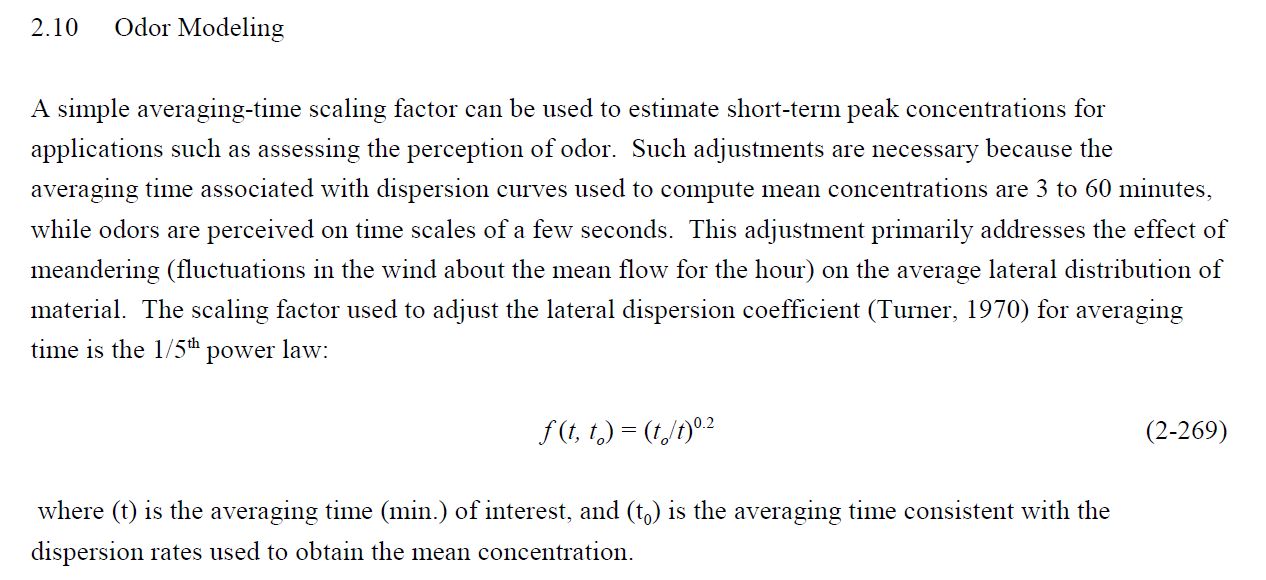 2.10 Odor Modeling
A simple averaging-time scaling factor can be used to estimate short-term peak concentrations for
applications such as assessing the perception of odor. Such adjustments are necessary because the
averaging time associated with dispersion curves used to compute mean concentrations are 3 to 60 minutes,
while odors are perceived on time scales of a few seconds. This adjustment primarily addresses the effect of
meandering (fluctuations in the wind about the mean flow for the hour) on the average lateral distribution of
material. The scaling factor used to adjust the lateral dispersion coefficient (Turner, 1970) for averaging
time is the 1/5th power law:
f (t, tₒ) = (tₒ/t)⁰·² (2-269)
where (t) is the averaging time (min.) of interest, and (t₀) is the averaging time consistent with the
dispersion rates used to obtain the mean concentration.